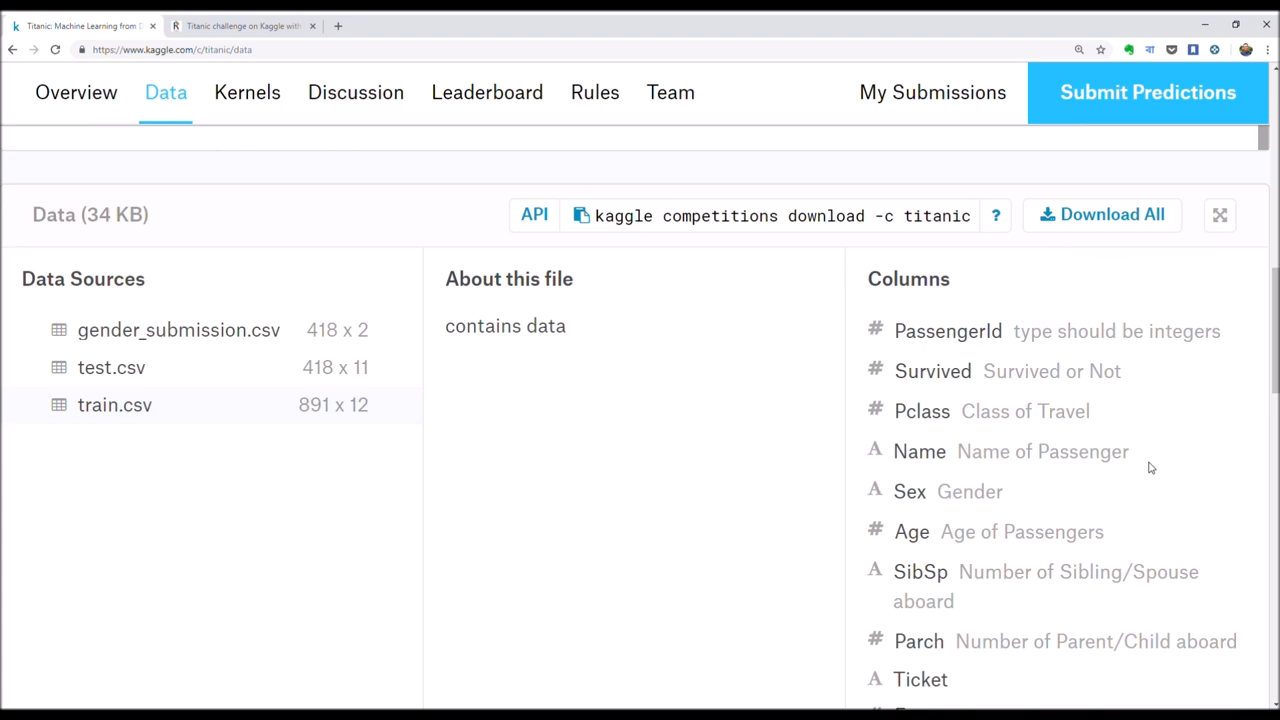 Titanic: Machine Learning from D
Titanic challenge on Kaggle with
https://www.kaggle.com/c/titanic/data
Overview Data Kernels Discussion Leaderboard Rules Team My Submissions Submit Predictions
Data (34 KB) API kaggle competitions download -c titanic ? Download All
Data Sources
gender_submission.csv 418 x 2
test.csv 418 x 11
train.csv 891 x 12
About this file
contains data
Columns
# PassengerId type should be integers
# Survived Survived or Not
# Pclass Class of Travel
A Name Name of Passenger
A Sex Gender
# Age Age of Passengers
A SibSp Number of Sibling/Spouse
aboard
# Parch Number of Parent/Child aboard
A Ticket